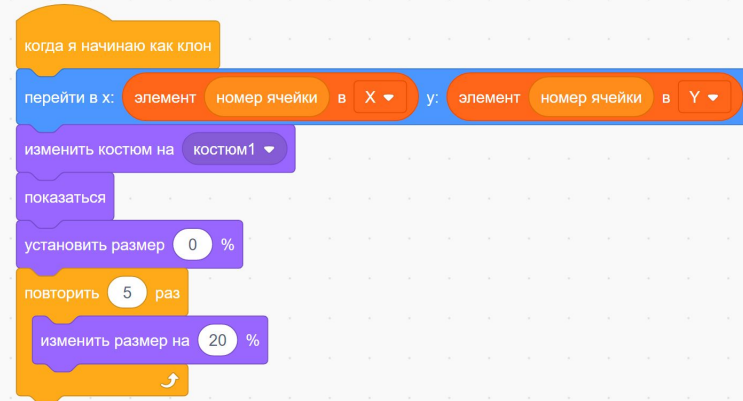 когда я начинаю как клон
перейти в x: элемент номер ячейки в X y: элемент номер ячейки в Y
изменить костюм на костюм1
показаться
установить размер 0 %
повторить 5 раз
изменить размер на 20 %